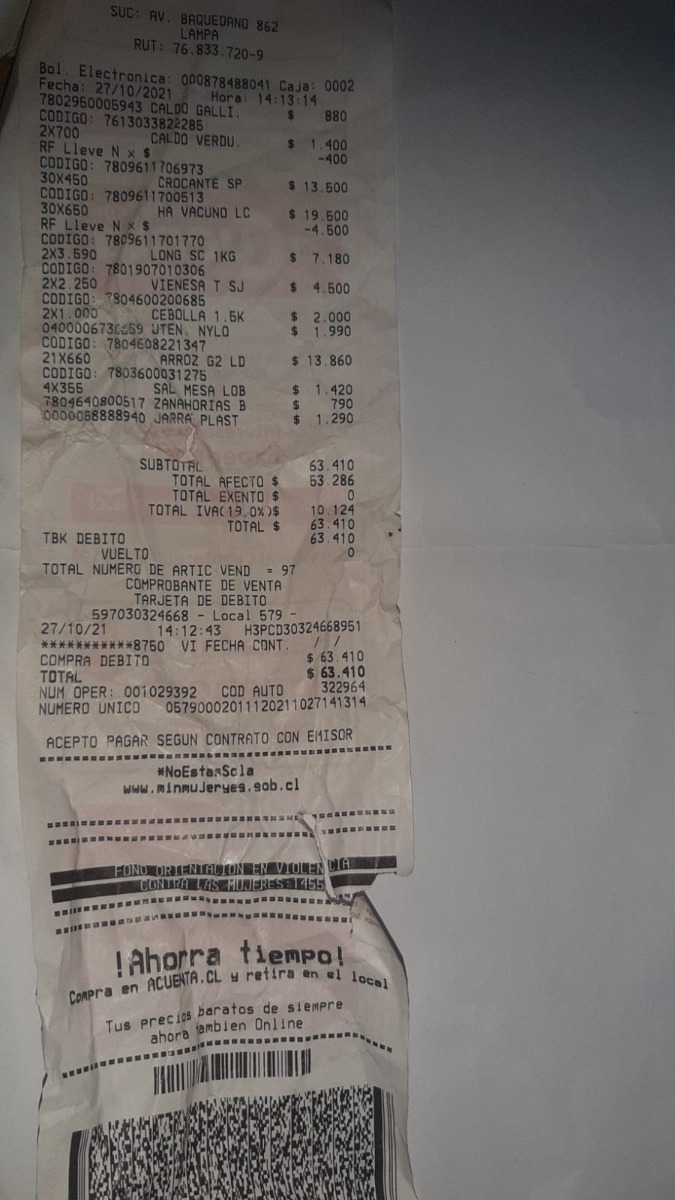 SUC: AV. BAQUEDANO 862
LAMPA
RUT: 76.833.720-9
Bol. Electronica: 000878488041 Caja: 0002
Fecha: 27/10/2021 Hora: 14:13:14
7802950005943 CALDO GALLI. $ 880
CODIGO: 7613033822285
2X700 CALDO VERDU. $ 1.400
RF Lleve N x $ -400
CODIGO: 7809611706973
30X450 CROCANTE SP $ 13.500
CODIGO: 7809611700513
30X650 HA VACUNO LC $ 19.500
RF Lleve N x $ -4.500
CODIGO: 7809611701770
2X3.590 LONG SC 1KG $ 7.180
CODIGO: 7801907010306
2X2.250 VIENESA T SJ $ 4.500
CODIGO: 7804600200685
2X1.000 CEBOLLA 1.5K $ 2.000
UTEN. NYLO $ 1.990
CODIGO: 7804608221347
21X660 ARROZ G2 LD $ 13.860
CODIGO: 7803600031275
4X355 SAL MESA LOB $ 1.420
7804640800517 ZANAHORIAS B $ 790
0000058888940 JARRA PLAST $ 1.290
SUBTOTAL 63.410
TOTAL AFECTO $ 53.286
TOTAL EXENTO $ 0
TOTAL IVA(19.0%)$ 10.124
TOTAL $ 63.410
TBK DEBITO 63.410
VUELTO 0
TOTAL NUMERO DE ARTIC VEND = 97
COMPROBANTE DE VENTA
TARJETA DE DEBITO
597030324668 - Local 579 -
27/10/21 14:12:43 H3PCD30324668951
***********8750 VI FECHA CONT. / /
COMPRA DEBITO $ 63.410
TOTAL $ 63.410
NUM OPER: 001029392 COD AUTO 322964
NUMERO UNICO 05790002011120211027141314
ACEPTO PAGAR SEGUN CONTRATO CON EMISOR
*NoEstasSola
www.minmujeryeg.gob.cl
FONO ORIENTACION EN VIOLENCIA
CONTRA LAS MUJERES:1455
!Ahorra tiempo!
Compra en ACUENTA.CL y retira en el local
Tus precios baratos de siempre
ahora tambien Online